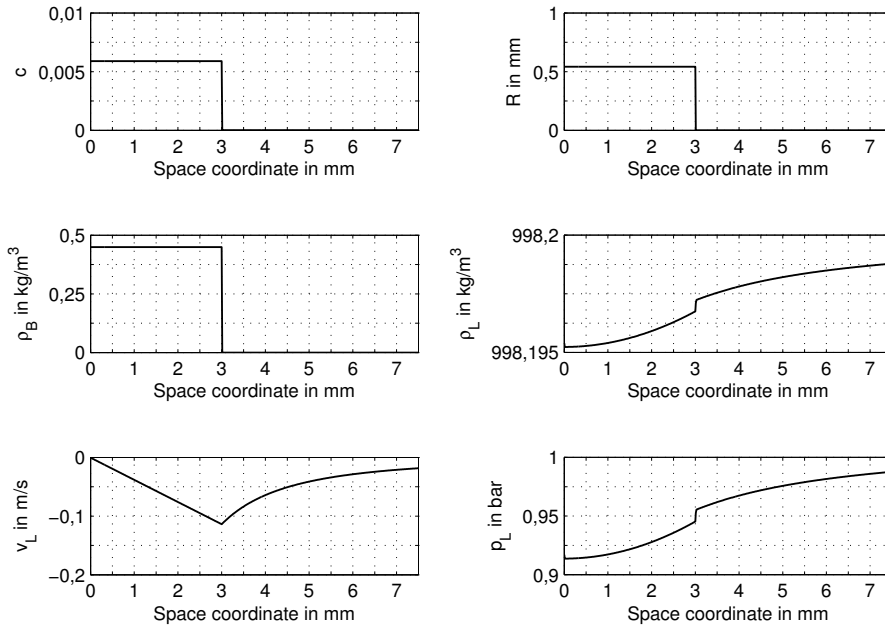 0,01
0,005
0
c
0 1 2 3 4 5 6 7
Space coordinate in mm
1
0,5
0
R in mm
0 1 2 3 4 5 6 7
Space coordinate in mm
0,5
0,25
0
ρ_B in kg/m³
0 1 2 3 4 5 6 7
Space coordinate in mm
998,2
998,195
ρ_L in kg/m³
0 1 2 3 4 5 6 7
Space coordinate in mm
0
−0,1
−0,2
v_L in m/s
0 1 2 3 4 5 6 7
Space coordinate in mm
1
0,95
0,9
p_L in bar
0 1 2 3 4 5 6 7
Space coordinate in mm